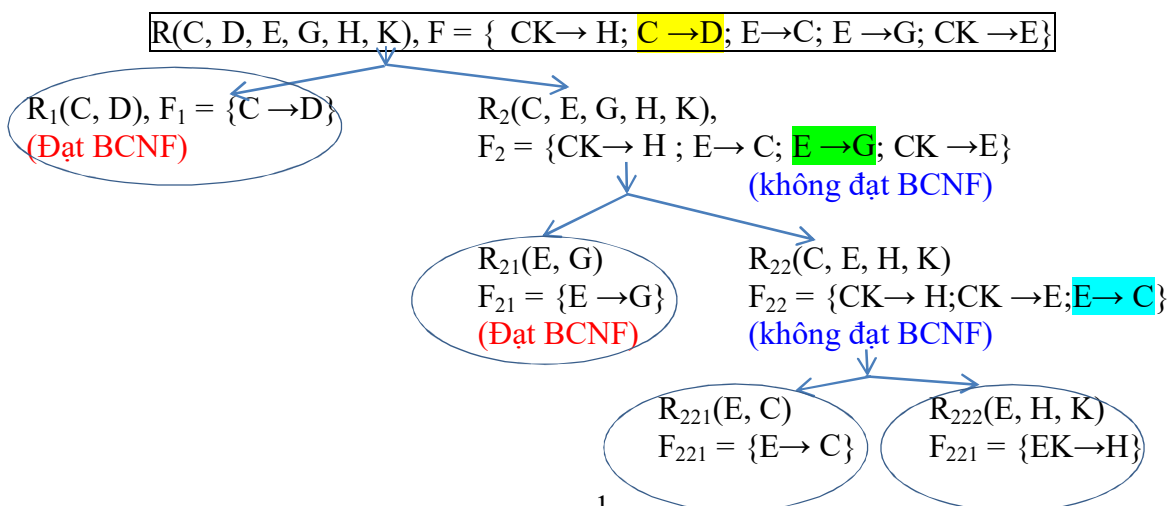 R(C, D, E, G, H, K), F = { CK→ H; C →D; E→C; E →G; CK →E}
R₁(C, D), F₁ = {C →D}
(Đạt BCNF)
R₂(C, E, G, H, K),
F₂ = {CK→ H ; E→ C; E →G; CK →E}
(không đạt BCNF)
R₂₁(E, G)
F₂₁ = {E →G}
(Đạt BCNF)
R₂₂(C, E, H, K)
F₂₂ = {CK→ H;CK →E;E→ C}
(không đạt BCNF)
R₂₂₁(E, C)
F₂₂₁ = {E→ C}
R₂₂₂(E, H, K)
F₂₂₁ = {EK→H}
1